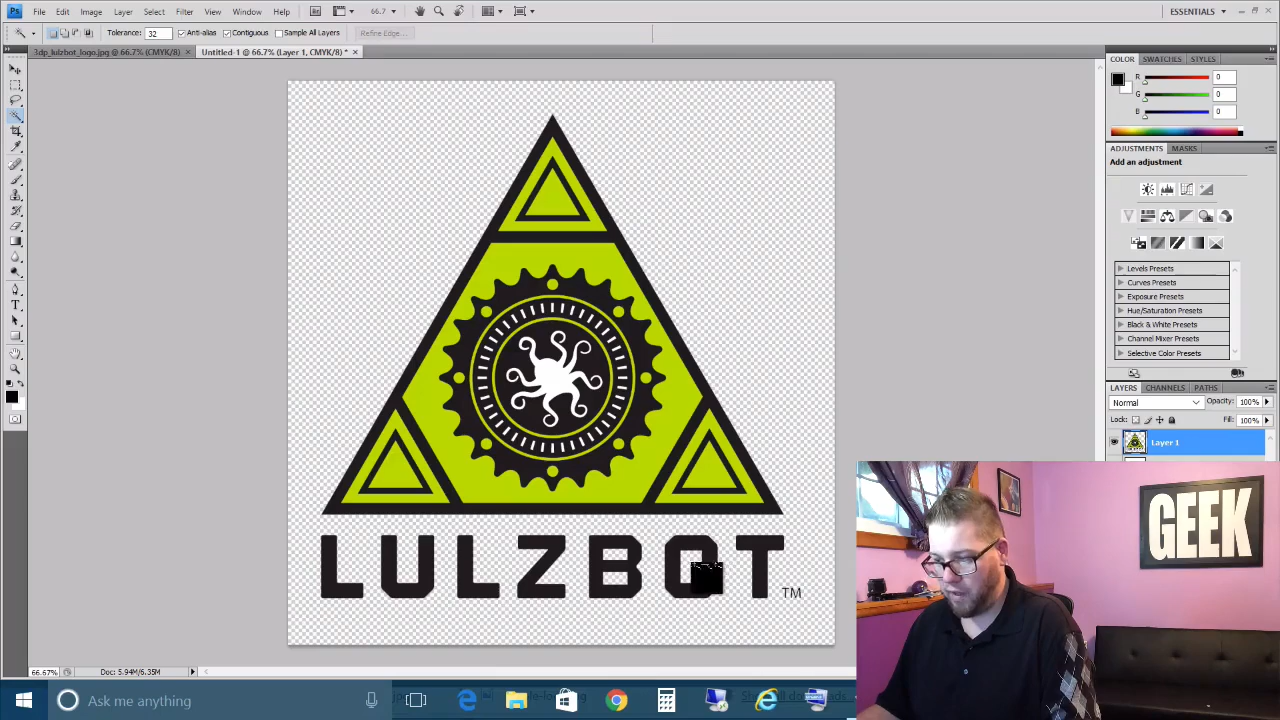 Ps File Edit Image Layer Select Filter View Window Help Br 66.7 ESSENTIALS
Tolerance: 32 Anti-alias Contiguous Sample All Layers Refine Edge...
3dp_lulzbot_logo.jpg @ 66.7% (CMYK/8) Untitled-1 @ 66.7% (Layer 1, CMYK/8) *
COLOR SWATCHES STYLES
R 0
G 0
B 0
ADJUSTMENTS MASKS
Add an adjustment
Levels Presets
Curves Presets
Exposure Presets
Hue/Saturation Presets
Black & White Presets
Channel Mixer Presets
Selective Color Presets
LAYERS CHANNELS PATHS
Normal Opacity: 100%
Lock: Fill: 100%
Layer 1
LULZBOT TM
GEEK
66.67% Doc: 5.94M/6.35M
Ask me anything